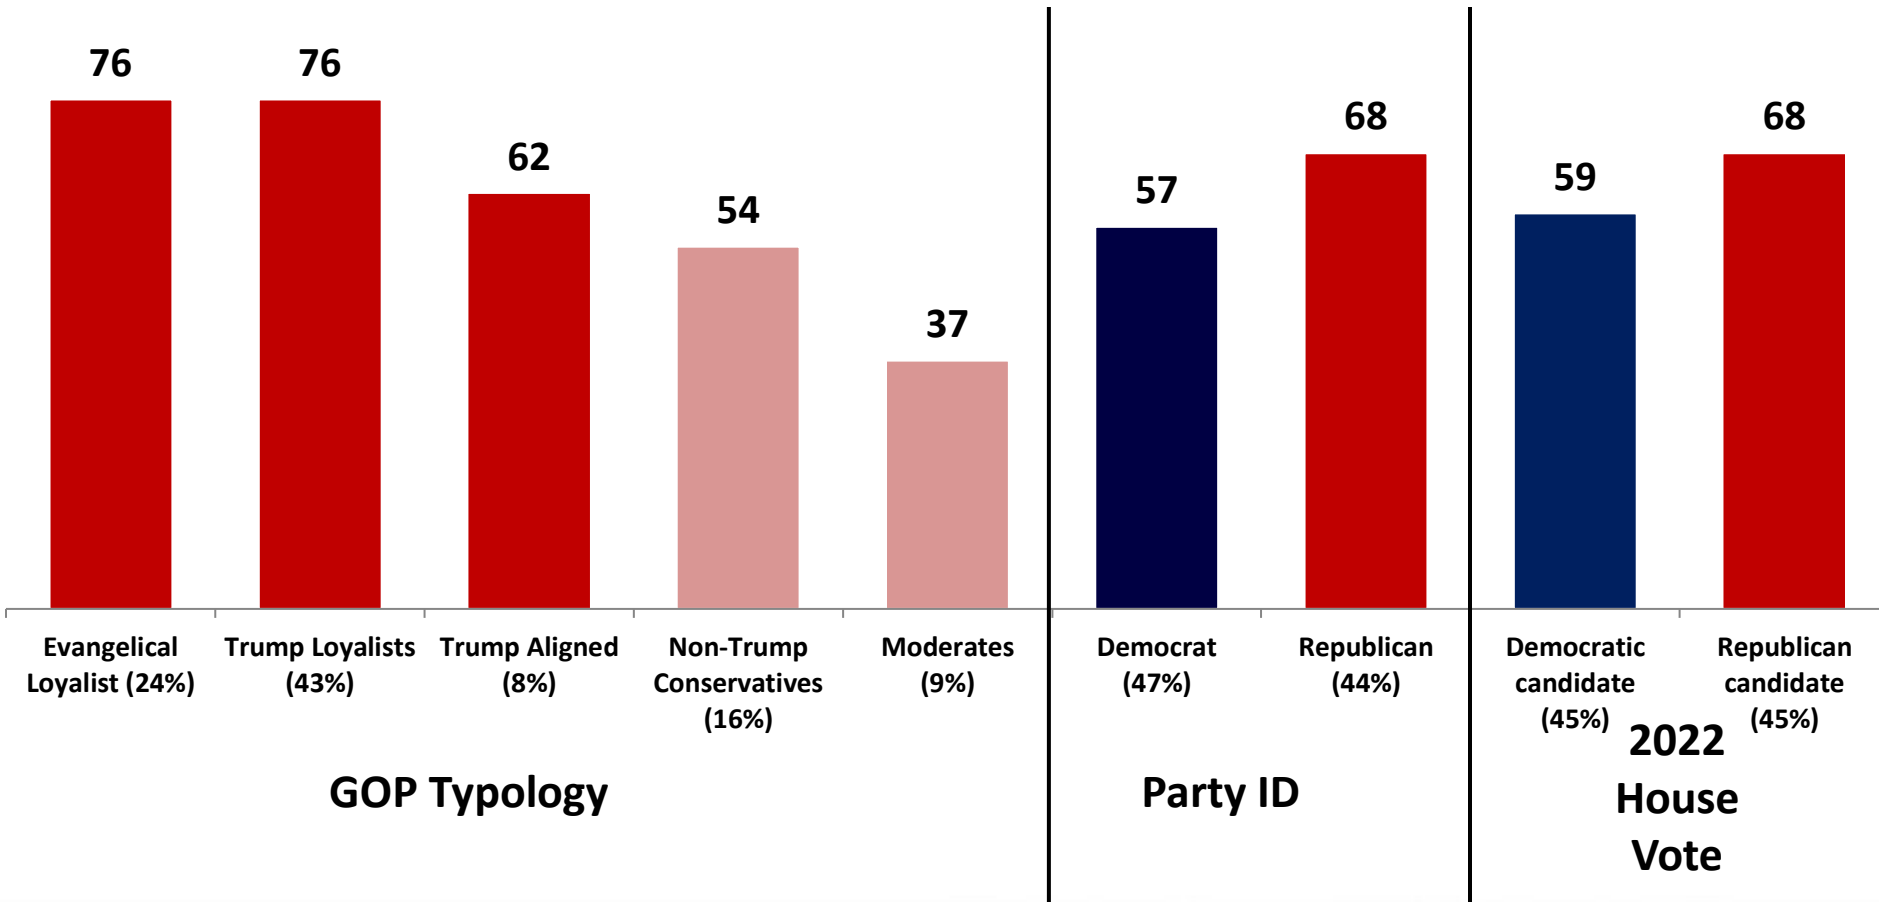 76
76
62
54
37
57
68
59
68
Evangelical
Loyalist (24%)
Trump Loyalists
(43%)
Trump Aligned
(8%)
Non-Trump
Conservatives
(16%)
Moderates
(9%)
Democrat
(47%)
Republican
(44%)
Democratic
candidate
(45%)
Republican
candidate
(45%)
GOP Typology
Party ID
2022
House
Vote